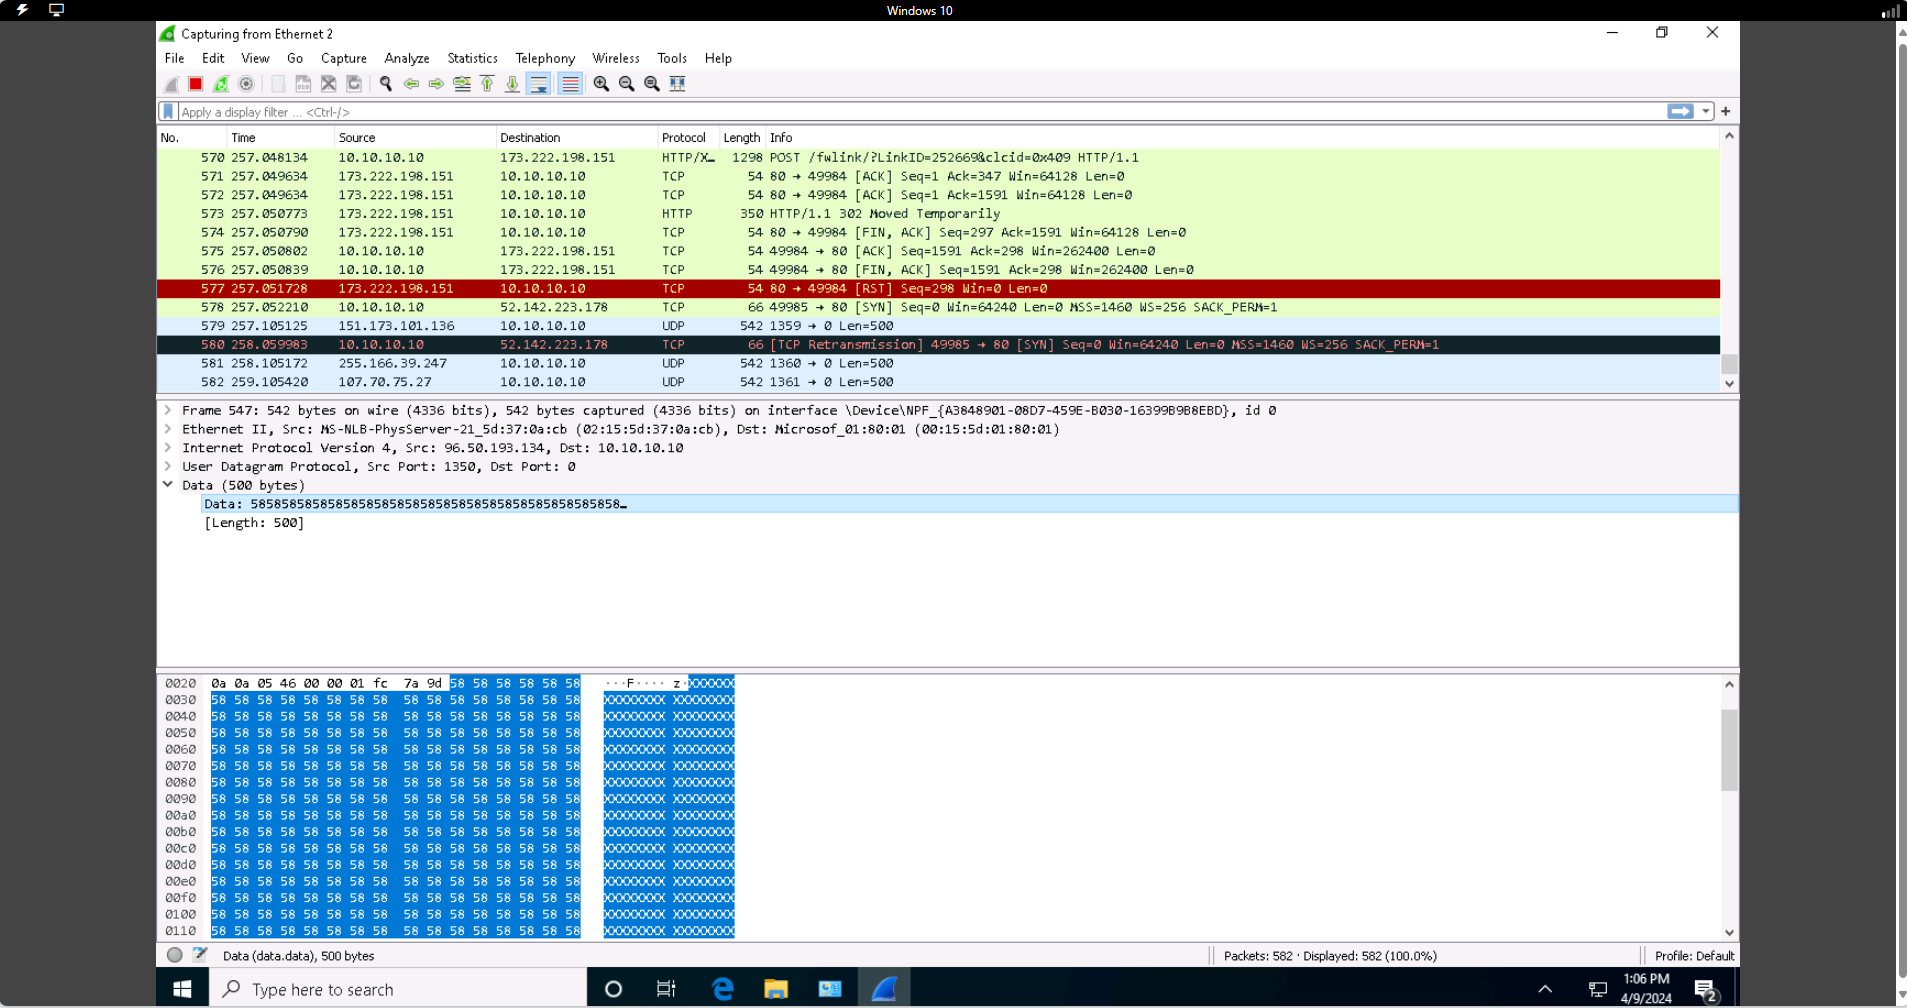 Windows 10
Capturing from Ethernet 2
File Edit View Go Capture Analyze Statistics Telephony Wireless Tools Help
Apply a display filter ... <Ctrl-/>
No. Time Source Destination Protocol Length Info
570 257.048134 10.10.10.10 173.222.198.151 HTTP/X… 1298 POST /fwlink/?LinkID=252669&clcid=0x409 HTTP/1.1
571 257.049634 173.222.198.151 10.10.10.10 TCP 54 80 → 49984 [ACK] Seq=1 Ack=347 Win=64128 Len=0
572 257.049634 173.222.198.151 10.10.10.10 TCP 54 80 → 49984 [ACK] Seq=1 Ack=1591 Win=64128 Len=0
573 257.050773 173.222.198.151 10.10.10.10 HTTP 350 HTTP/1.1 302 Moved Temporarily
574 257.050790 173.222.198.151 10.10.10.10 TCP 54 80 → 49984 [FIN, ACK] Seq=297 Ack=1591 Win=64128 Len=0
575 257.050802 10.10.10.10 173.222.198.151 TCP 54 49984 → 80 [ACK] Seq=1591 Ack=298 Win=262400 Len=0
576 257.050839 10.10.10.10 173.222.198.151 TCP 54 49984 → 80 [FIN, ACK] Seq=1591 Ack=298 Win=262400 Len=0
577 257.051728 173.222.198.151 10.10.10.10 TCP 54 80 → 49984 [RST] Seq=298 Win=0 Len=0
578 257.052210 10.10.10.10 52.142.223.178 TCP 66 49985 → 80 [SYN] Seq=0 Win=64240 Len=0 MSS=1460 WS=256 SACK_PERM=1
579 257.105125 151.173.101.136 10.10.10.10 UDP 542 1359 → 0 Len=500
580 258.059983 10.10.10.10 52.142.223.178 TCP 66 [TCP Retransmission] 49985 → 80 [SYN] Seq=0 Win=64240 Len=0 MSS=1460 WS=256 SACK_PERM=1
581 258.105172 255.166.39.247 10.10.10.10 UDP 542 1360 → 0 Len=500
582 259.105420 107.70.75.27 10.10.10.10 UDP 542 1361 → 0 Len=500
Frame 547: 542 bytes on wire (4336 bits), 542 bytes captured (4336 bits) on interface \Device\NPF_{A3848901-08D7-459E-B030-16399B9B8EBD}, id 0
Ethernet II, Src: MS-NLB-PhysServer-21_5d:37:0a:cb (02:15:5d:37:0a:cb), Dst: Microsof_01:80:01 (00:15:5d:01:80:01)
Internet Protocol Version 4, Src: 96.50.193.134, Dst: 10.10.10.10
User Datagram Protocol, Src Port: 1350, Dst Port: 0
Data (500 bytes)
Data: 585858585858585858585858585858585858585858585858…
[Length: 500]
0020 0a 0a 05 46 00 00 01 fc 7a 9d 58 58 58 58 58 58 ···F···· z·XXXXXX
0030 58 58 58 58 58 58 58 58 58 58 58 58 58 58 58 58 XXXXXXXX XXXXXXXX
0040 58 58 58 58 58 58 58 58 58 58 58 58 58 58 58 58 XXXXXXXX XXXXXXXX
0050 58 58 58 58 58 58 58 58 58 58 58 58 58 58 58 58 XXXXXXXX XXXXXXXX
0060 58 58 58 58 58 58 58 58 58 58 58 58 58 58 58 58 XXXXXXXX XXXXXXXX
0070 58 58 58 58 58 58 58 58 58 58 58 58 58 58 58 58 XXXXXXXX XXXXXXXX
0080 58 58 58 58 58 58 58 58 58 58 58 58 58 58 58 58 XXXXXXXX XXXXXXXX
0090 58 58 58 58 58 58 58 58 58 58 58 58 58 58 58 58 XXXXXXXX XXXXXXXX
00a0 58 58 58 58 58 58 58 58 58 58 58 58 58 58 58 58 XXXXXXXX XXXXXXXX
00b0 58 58 58 58 58 58 58 58 58 58 58 58 58 58 58 58 XXXXXXXX XXXXXXXX
00c0 58 58 58 58 58 58 58 58 58 58 58 58 58 58 58 58 XXXXXXXX XXXXXXXX
00d0 58 58 58 58 58 58 58 58 58 58 58 58 58 58 58 58 XXXXXXXX XXXXXXXX
00e0 58 58 58 58 58 58 58 58 58 58 58 58 58 58 58 58 XXXXXXXX XXXXXXXX
00f0 58 58 58 58 58 58 58 58 58 58 58 58 58 58 58 58 XXXXXXXX XXXXXXXX
0100 58 58 58 58 58 58 58 58 58 58 58 58 58 58 58 58 XXXXXXXX XXXXXXXX
0110 58 58 58 58 58 58 58 58 58 58 58 58 58 58 58 58 XXXXXXXX XXXXXXXX
Data (data.data), 500 bytes Packets: 582 · Displayed: 582 (100.0%) Profile: Default
Type here to search
1:06 PM
4/9/2024
2